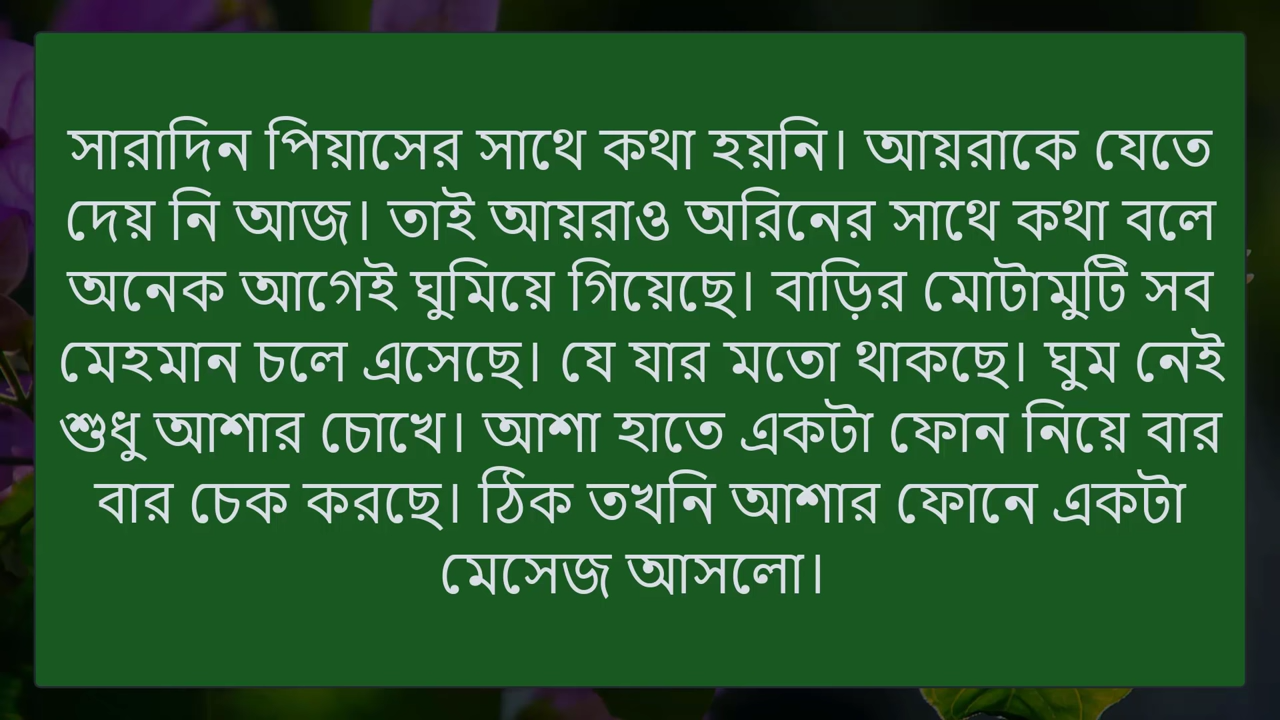 সারাদিন পিয়াসের সাথে কথা হয়নি। আয়রাকে যেতে
দেয় নি আজ। তাই আয়রাও অরিনের সাথে কথা বলে
অনেক আগেই ঘুমিয়ে গিয়েছে। বাড়ির মোটামুটি সব
মেহমান চলে এসেছে। যে যার মতো থাকছে। ঘুম নেই
শুধু আশার চোখে। আশা হাতে একটা ফোন নিয়ে বার
বার চেক করছে। ঠিক তখনি আশার ফোনে একটা
মেসেজ আসলো।